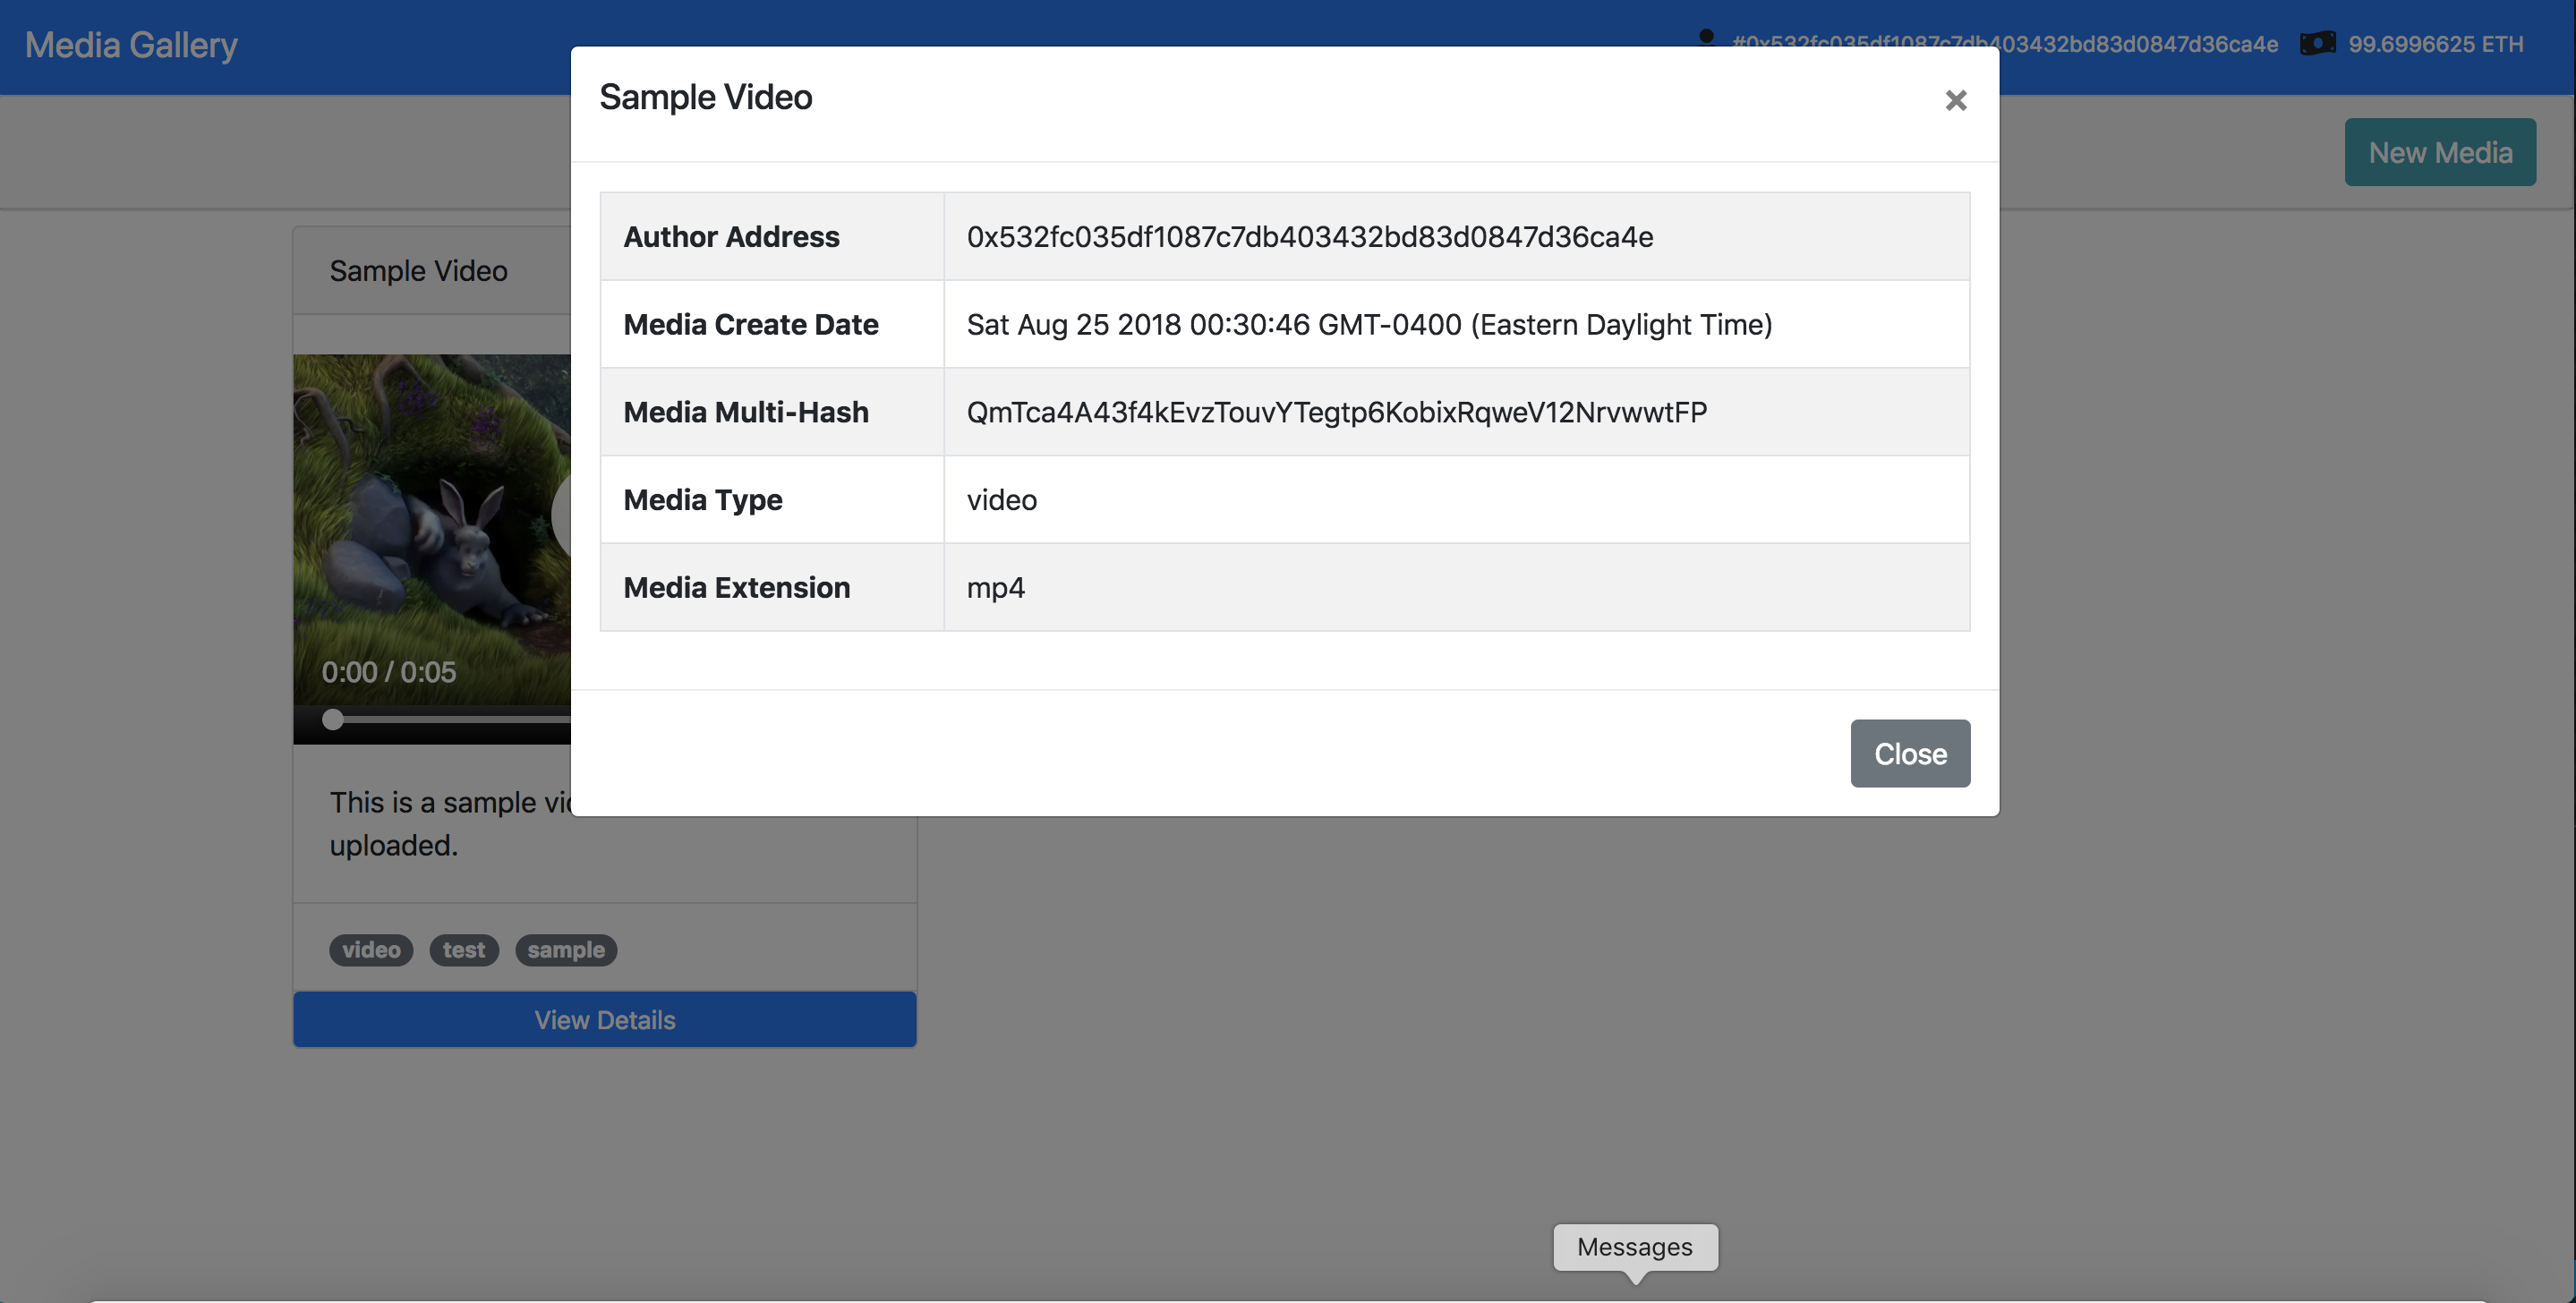 Media Gallery
#0x532fc035df1087c7db403432bd83d0847d36ca4e 99.6996625 ETH
New Media
Sample Video
×
Author Address 0x532fc035df1087c7db403432bd83d0847d36ca4e
Media Create Date Sat Aug 25 2018 00:30:46 GMT-0400 (Eastern Daylight Time)
Media Multi-Hash QmTca4A43f4kEvzTouvYTegtp6KobixRqweV12NrvwwtFP
Media Type video
Media Extension mp4
Close
Sample Video
0:00 / 0:05
This is a sample
uploaded.
video test sample
View Details
Messages